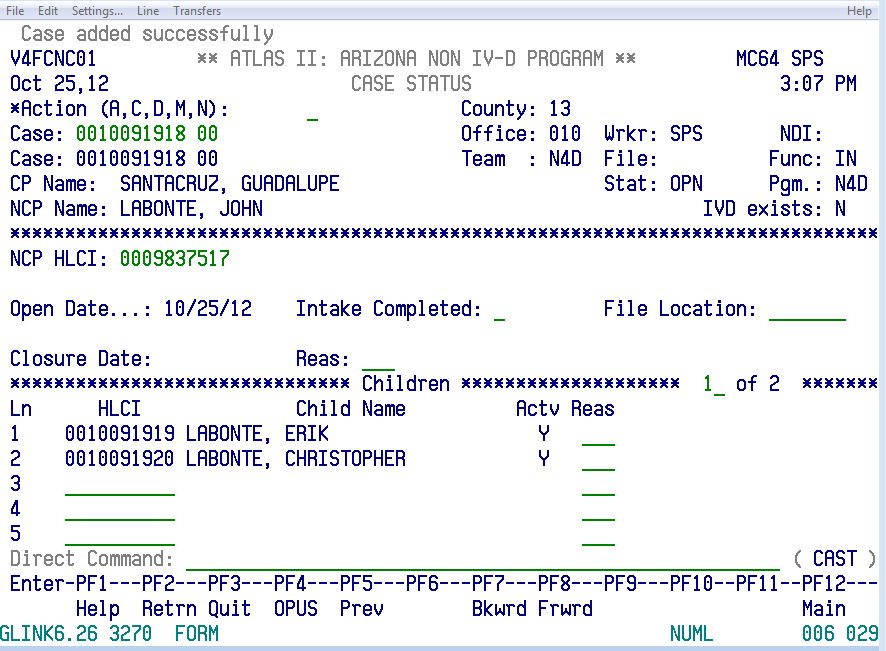 File Edit Settings... Line Transfers Help
Case added successfully
V4FCNC01 ** ATLAS II: ARIZONA NON IV-D PROGRAM ** MC64 SPS
Oct 25,12 CASE STATUS 3:07 PM
*Action (A,C,D,M,N): _ County: 13
Case: 0010091918 00 Office: 010 Wrkr: SPS NDI:
Case: 0010091918 00 Team : N4D File: Func: IN
CP Name: SANTACRUZ, GUADALUPE Stat: OPN Pgm.: N4D
NCP Name: LABONTE, JOHN IVD exists: N
*******************************************************************************
NCP HLCI: 0009837517
Open Date...: 10/25/12 Intake Completed: _ File Location: _______
Closure Date: Reas: ___
******************************* Children ******************** 1_ of 2 *******
Ln HLCI Child Name Actv Reas
1 0010091919 LABONTE, ERIK Y ___
2 0010091920 LABONTE, CHRISTOPHER Y ___
3 __________ ___
4 __________ ___
5 __________ ___
Direct Command: ______________________________________________________ ( CAST )
Enter-PF1---PF2---PF3---PF4---PF5---PF6---PF7---PF8---PF9---PF10--PF11--PF12---
Help Retrn Quit OPUS Prev Bkwrd Frwrd Main
GLINK6.26 3270 FORM NUML 006 029